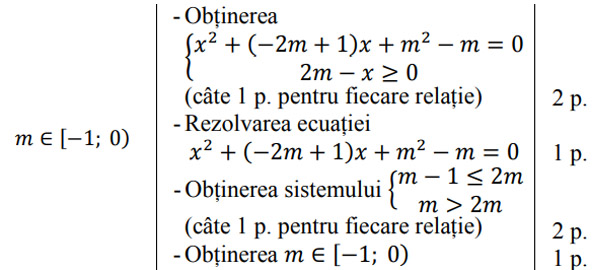 - Obținerea
{x² + (−2m + 1)x + m² − m = 0
2m − x ≥ 0
(câte 1 p. pentru fiecare relație) 2 p.
- Rezolvarea ecuației
m ∈ [−1; 0)
x² + (−2m + 1)x + m² − m = 0 1 p.
- Obținerea sistemului {m − 1 ≤ 2m
m > 2m
(câte 1 p. pentru fiecare relație) 2 p.
- Obținerea m ∈ [−1; 0) 1 p.